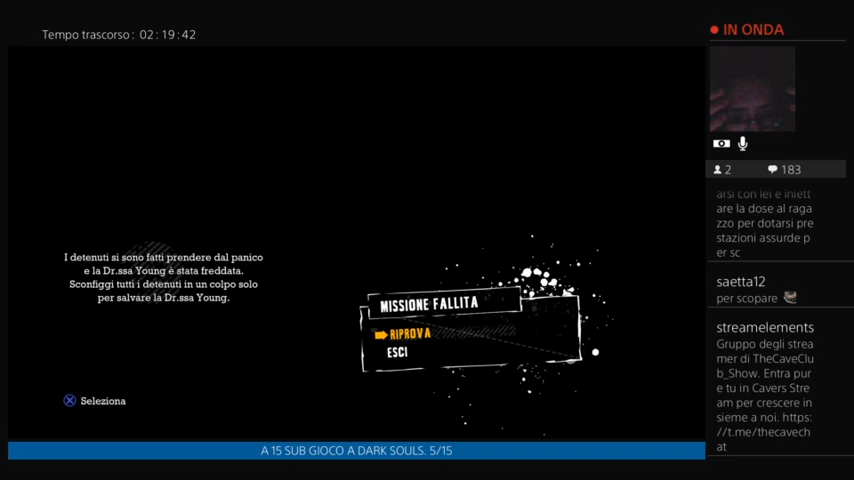 Tempo trascorso: 02:19:42
IN ONDA
2
183
arsi con lei e iniett
are la dose al raga
zzo per dotarsi pre
stazioni assurde p
er sc
saetta12
per scopare
streamelements
Gruppo degli strea
mer di TheCaveClu
b_Show. Entra pur
e tu in Cavers Stre
am per crescere in
sieme a noi. https:
//t.me/thecavech
at
I detenuti si sono fatti prendere dal panico
e la Dr.ssa Young è stata freddata.
Sconfiggi tutti i detenuti in un colpo solo
per salvare la Dr.ssa Young.
MISSIONE FALLITA
RIPROVA
ESCI
Seleziona
A 15 SUB GIOCO A DARK SOULS. 5/15